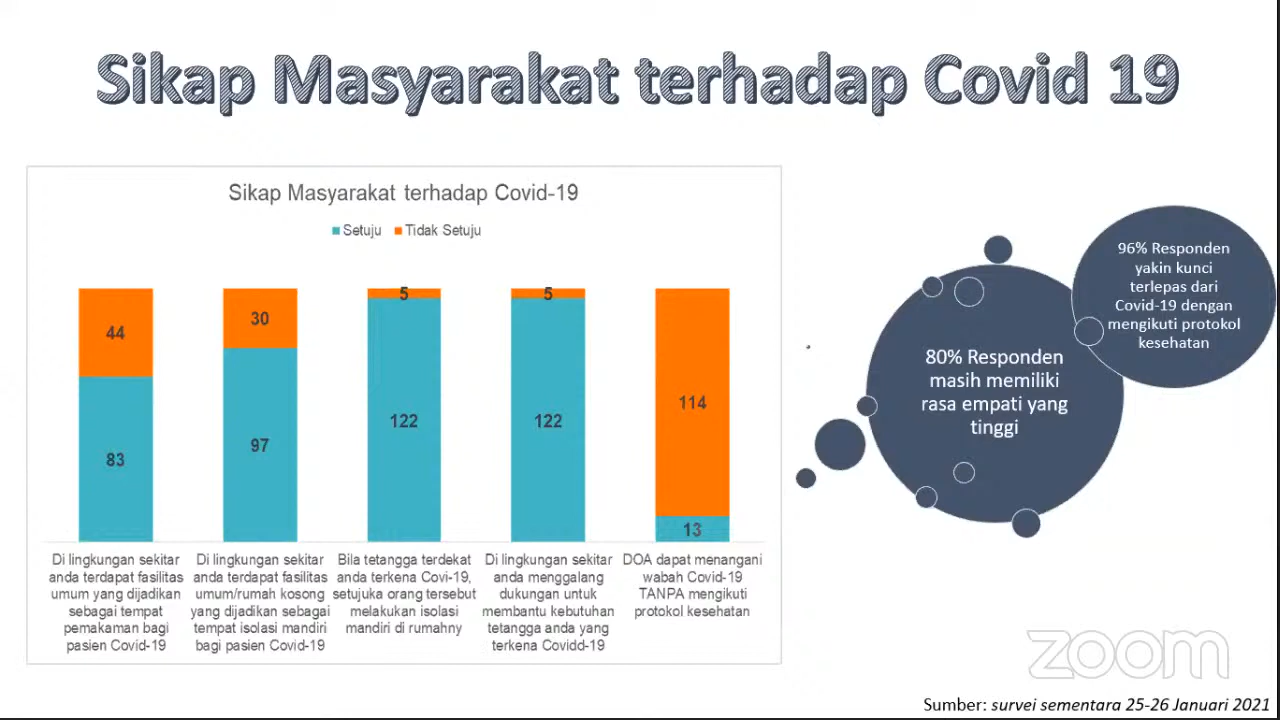 Sikap Masyarakat terhadap Covid 19
Sikap Masyarakat terhadap Covid-19
Setuju Tidak Setuju
44
83
30
97
5
122
5
122
114
13
Di lingkungan sekitar
anda terdapat fasilitas
umum yang dijadikan
sebagai tempat
pemakaman bagi
pasien Covid-19
Di lingkungan sekitar
anda terdapat fasilitas
umum/rumah kosong
yang dijadikan sebagai
tempat isolasi mandiri
bagi pasien Covid-19
Bila tetangga terdekat
anda terkena Covi-19,
setujuka orang tersebut
melakukan isolasi
mandiri di rumahny
Di lingkungan sekitar
anda menggalang
dukungan untuk
membantu kebutuhan
tetangga anda yang
terkena Covidd-19
DOA dapat menangani
wabah Covid-19
TANPA mengikuti
protokol kesehatan
80% Responden
masih memiliki
rasa empati yang
tinggi
96% Responden
yakin kunci
terlepas dari
Covid-19 dengan
mengikuti protokol
kesehatan
zoom
Sumber: survei sementara 25-26 Januari 2021